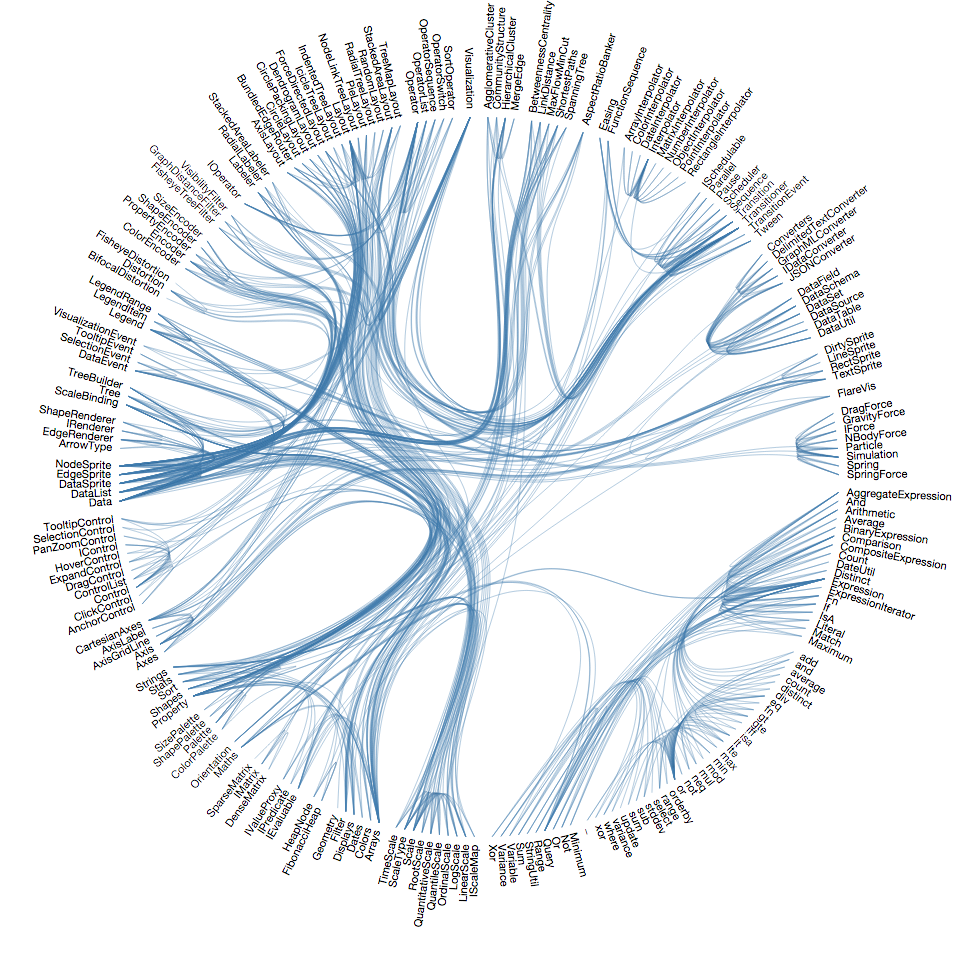 AgglomerativeCluster
CommunityStructure
HierarchicalCluster
MergeEdge
BetweennessCentrality
LinkDistance
MaxFlowMinCut
ShortestPaths
SpanningTree
AspectRatioBanker
Easing
FunctionSequence
ArrayInterpolator
ColorInterpolator
DateInterpolator
Interpolator
MatrixInterpolator
NumberInterpolator
ObjectInterpolator
PointInterpolator
RectangleInterpolator
ISchedulable
Parallel
Pause
Scheduler
Sequence
Transition
Transitioner
TransitionEvent
Tween
Converters
DelimitedTextConverter
GraphMLConverter
IDataConverter
JSONConverter
DataField
DataSchema
DataSet
DataSource
DataTable
DataUtil
DirtySprite
LineSprite
RectSprite
TextSprite
FlareVis
DragForce
GravityForce
IForce
NBodyForce
Particle
Simulation
Spring
SpringForce
AggregateExpression
And
Arithmetic
Average
BinaryExpression
Comparison
CompositeExpression
Count
DateUtil
Distinct
Expression
ExpressionIterator
Fn
If
IsA
Literal
Match
Maximum
add
and
average
count
distinct
div
eq
fn
gt
gte
iff
isa
lt
lte
max
min
mod
mul
neq
not
or
orderby
range
select
stddev
sub
sum
update
variance
where
xor
_
Minimum
Not
Or
Query
Range
StringUtil
Sum
Variable
Variance
Xor
IScaleMap
LinearScale
LogScale
OrdinalScale
QuantileScale
QuantitativeScale
RootScale
Scale
ScaleType
TimeScale
Arrays
Colors
Dates
Displays
Filter
Geometry
FibonacciHeap
HeapNode
IEvaluable
IPredicate
IValueProxy
DenseMatrix
IMatrix
SparseMatrix
Maths
Orientation
ColorPalette
Palette
ShapePalette
SizePalette
Property
Shapes
Sort
Stats
Strings
Axes
Axis
AxisGridLine
AxisLabel
CartesianAxes
AnchorControl
ClickControl
Control
ControlList
DragControl
ExpandControl
HoverControl
IControl
PanZoomControl
SelectionControl
TooltipControl
Data
DataList
DataSprite
EdgeSprite
NodeSprite
ArrowType
EdgeRenderer
IRenderer
ShapeRenderer
ScaleBinding
Tree
TreeBuilder
DataEvent
SelectionEvent
TooltipEvent
VisualizationEvent
Legend
LegendItem
LegendRange
BifocalDistortion
Distortion
FisheyeDistortion
ColorEncoder
Encoder
PropertyEncoder
ShapeEncoder
SizeEncoder
FisheyeTreeFilter
GraphDistanceFilter
VisibilityFilter
IOperator
Labeler
RadialLabeler
StackedAreaLabeler
AxisLayout
BundledEdgeRouter
CircleLayout
CirclePackingLayout
DendrogramLayout
ForceDirectedLayout
IcicleTreeLayout
IndentedTreeLayout
Layout
NodeLinkTreeLayout
PieLayout
RadialTreeLayout
RandomLayout
StackedAreaLayout
TreeMapLayout
Operator
OperatorList
OperatorSequence
OperatorSwitch
SortOperator
Visualization